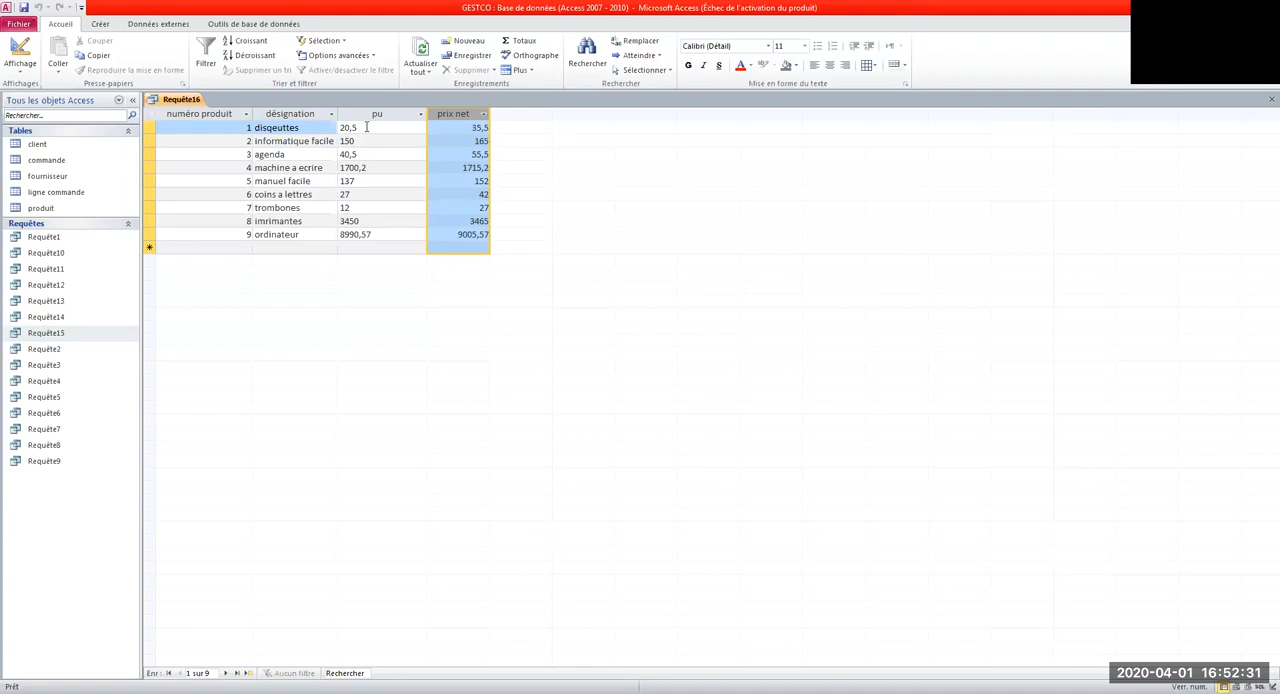 GESTCO : Base de données (Access 2007 - 2010) - Microsoft Access (Échec de l'activation du produit)
Fichier Accueil Créer Données externes Outils de base de données
Affichage
Affichages
Coller
Couper
Copier
Reproduire la mise en forme
Presse-papiers
Filtrer
Croissant
Décroissant
Supprimer un tri
Sélection
Options avancées
Activer/désactiver le filtre
Trier et filtrer
Actualiser
tout
Nouveau
Enregistrer
Supprimer
Totaux
Orthographe
Plus
Enregistrements
Rechercher
Remplacer
Atteindre
Sélectionner
Rechercher
Calibri (Détail) 11
G I S
Mise en forme du texte
Tous les objets Access
Rechercher...
Tables
client
commande
fournisseur
ligne commande
produit
Requêtes
Requête1
Requête10
Requête11
Requête12
Requête13
Requête14
Requête15
Requête2
Requête3
Requête4
Requête5
Requête6
Requête7
Requête8
Requête9
Requête16
numéro produit désignation pu prix net
1 disqeuttes 20,5 35,5
2 informatique facile 150 165
3 agenda 40,5 55,5
4 machine a ecrire 1700,2 1715,2
5 manuel facile 137 152
6 coins a lettres 27 42
7 trombones 12 27
8 imrimantes 3450 3465
9 ordinateur 8990,57 9005,57
Enr : 1 sur 9 Aucun filtre Rechercher
2020-04-01 16:52:31
Prêt
Verr. num. SQL